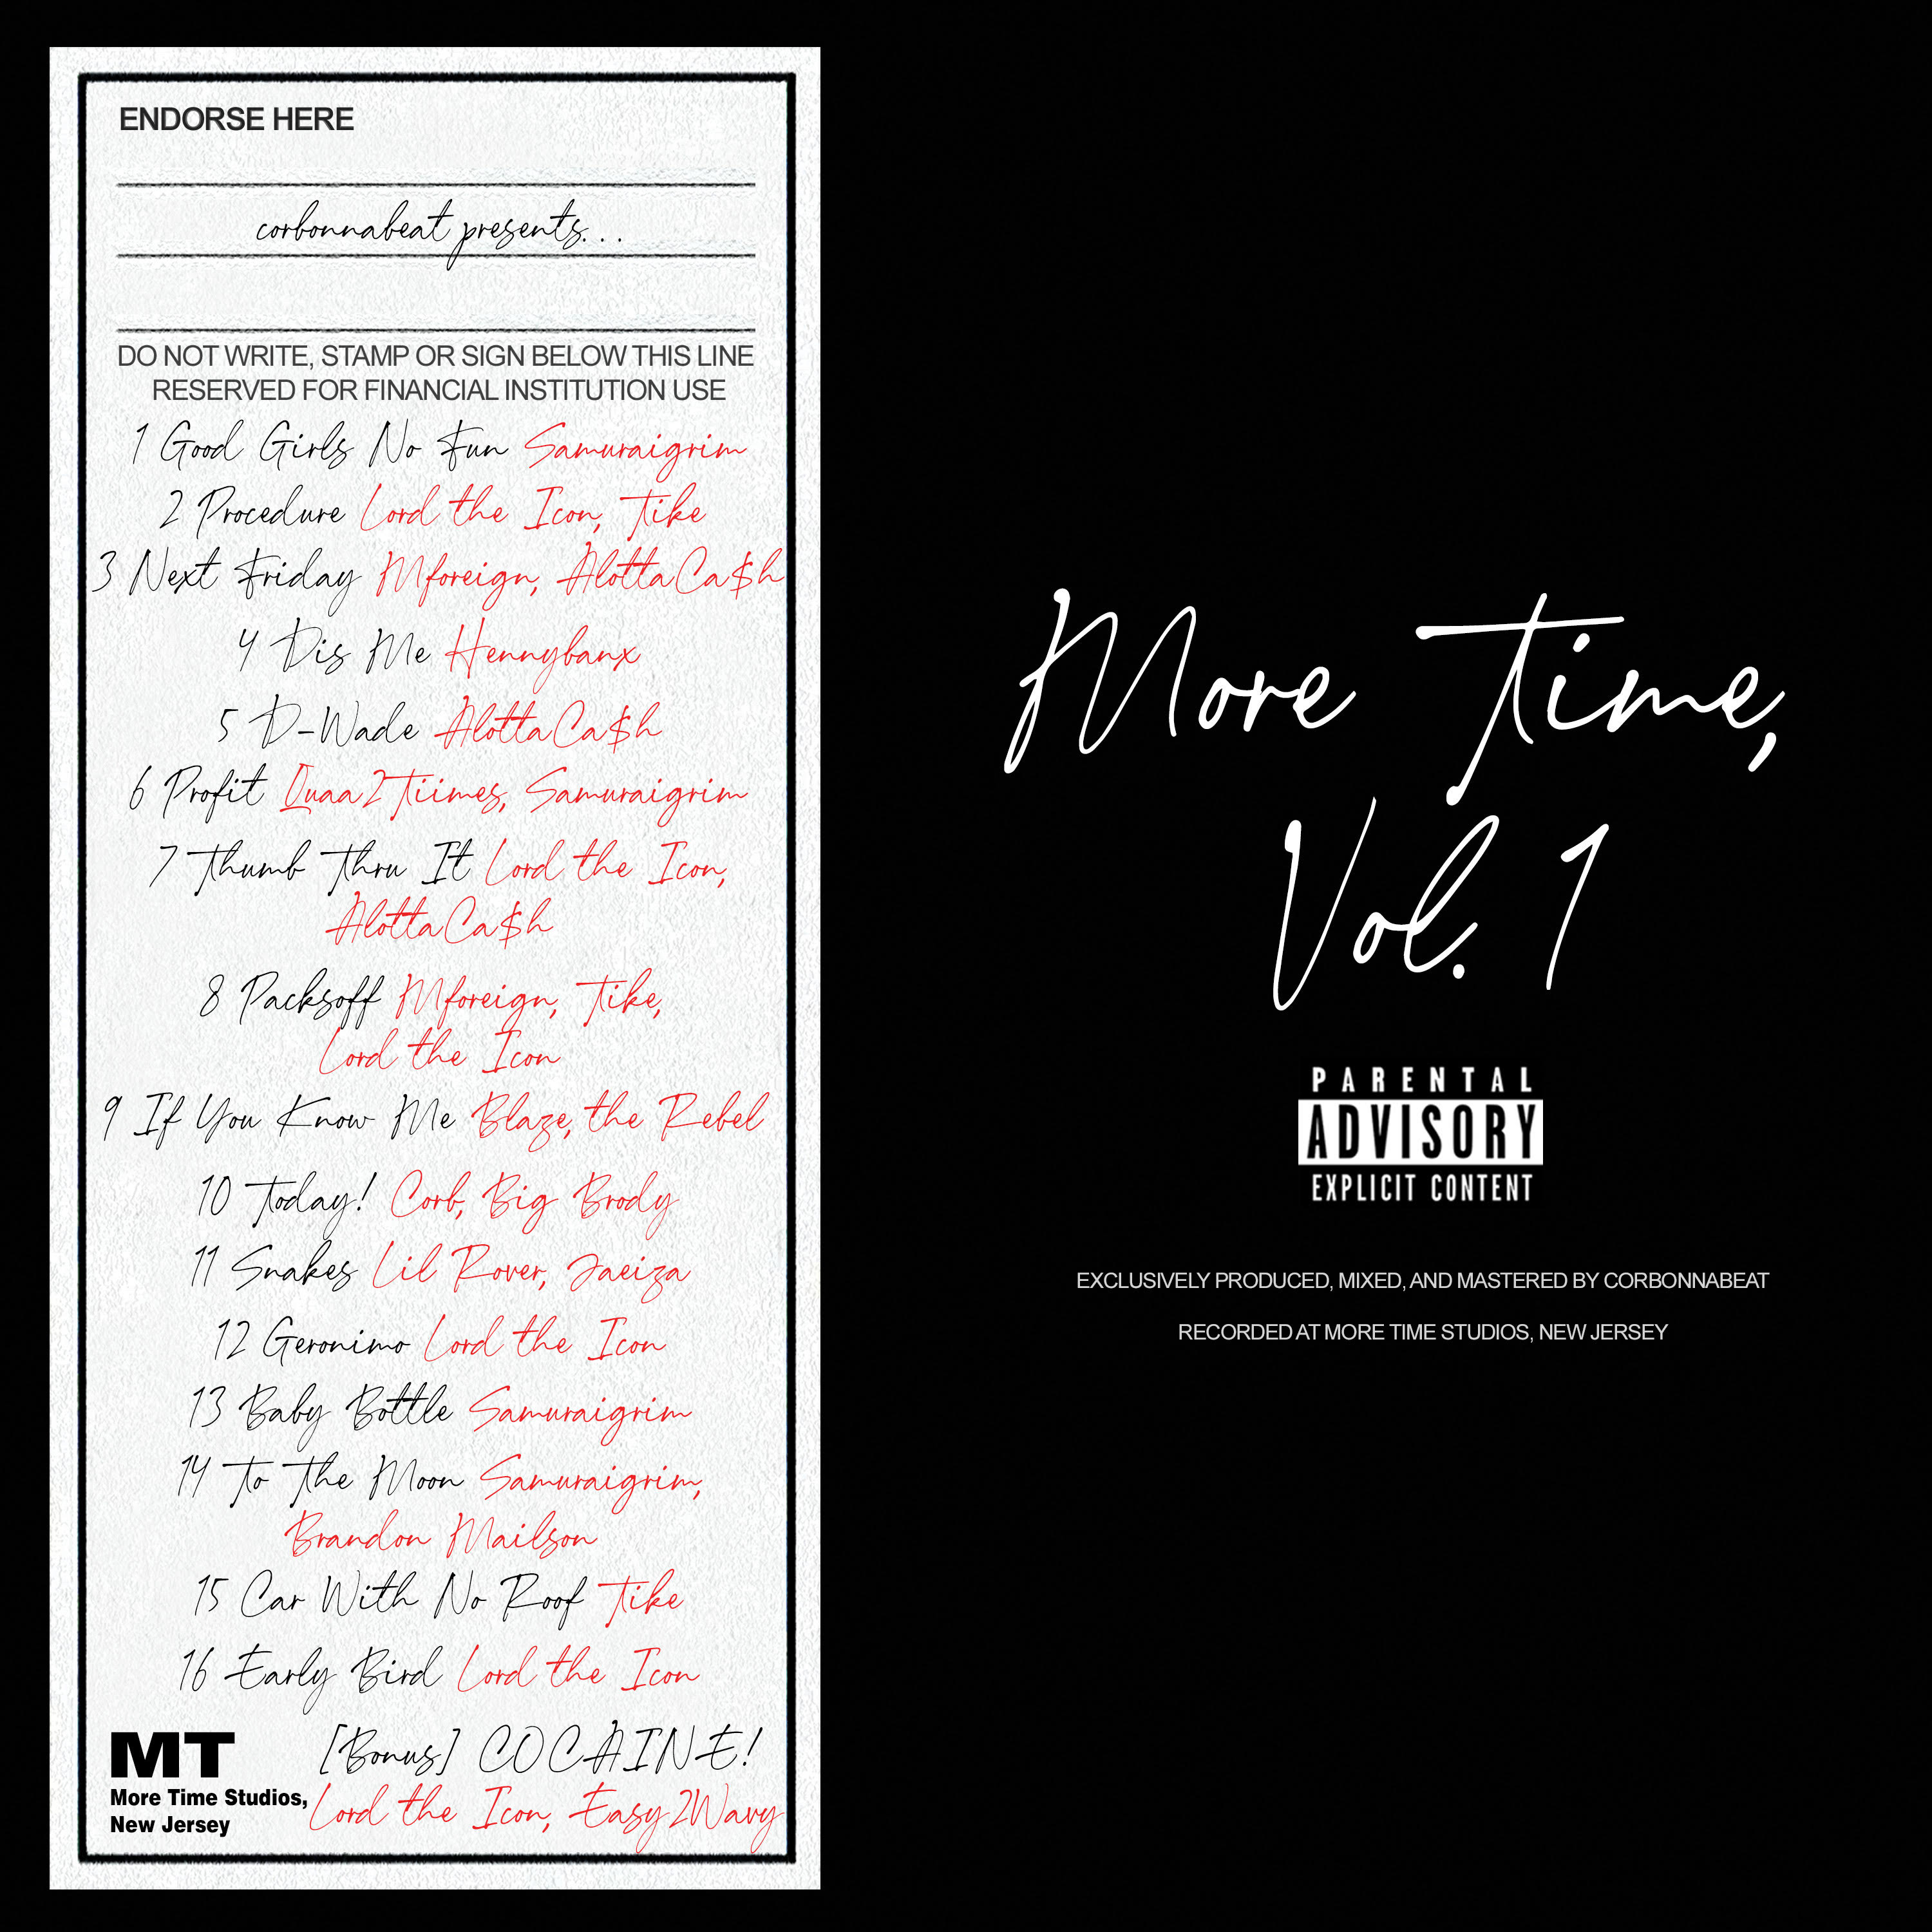 ENDORSE HERE
corbonnabeat presents. . .
DO NOT WRITE, STAMP OR SIGN BELOW THIS LINE
RESERVED FOR FINANCIAL INSTITUTION USE
1 Good Girls No Fun Samuraigrim
2 Procedure Lord the Icon, Tike
3 Next Friday Mforeign, AlottaCa$h
4 Dis Me Hennybanx
5 D-Wade AlottaCa$h
6 Profit Quaa2Tiimes, Samuraigrim
7 Thumb Thru It Lord the Icon,
AlottaCa$h
8 Packsoff Mforeign, Tike,
Lord the Icon
9 If You Know Me Blaze, the Rebel
10 Today! Corb, Big Brody
11 Snakes Lil Rover, Jaeiza
12 Geronimo Lord the Icon
13 Baby Bottle Samuraigrim
14 To The Moon Samuraigrim,
Brandon Mailson
15 Car With No Roof Tike
16 Early Bird Lord the Icon
[Bonus] COCAINE!
Lord the Icon, Easy2Wavy
MT
More Time Studios,
New Jersey
More Time,
Vol. 1
PARENTAL
ADVISORY
EXPLICIT CONTENT
EXCLUSIVELY PRODUCED, MIXED, AND MASTERED BY CORBONNABEAT
RECORDED AT MORE TIME STUDIOS, NEW JERSEY